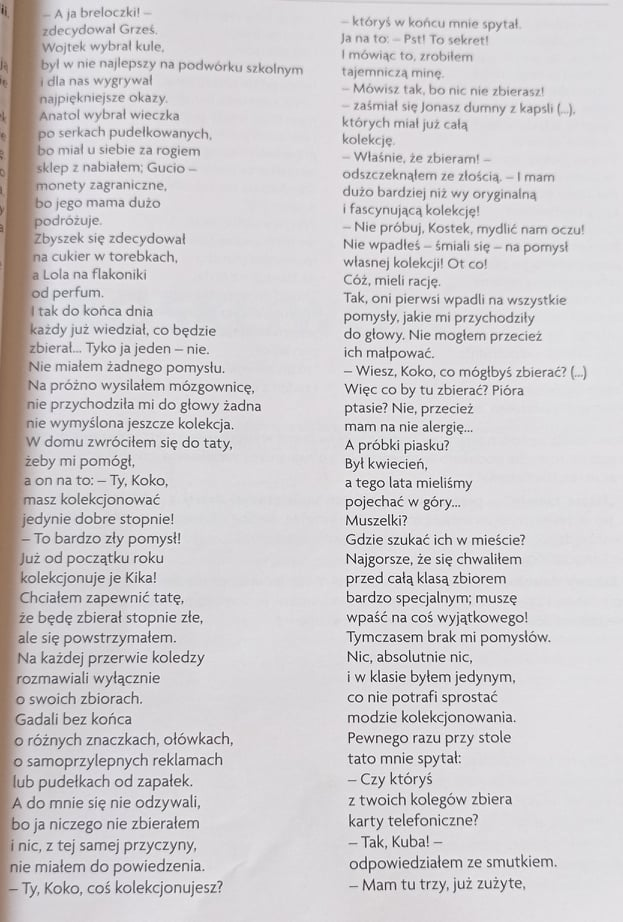 – A ja breloczki! –
zdecydował Grześ.
Wojtek wybrał kule,
był w nie najlepszy na podwórku szkolnym
i dla nas wygrywał
najpiękniejsze okazy.
Anatol wybrał wieczka
po serkach pudełkowanych,
bo miał u siebie za rogiem
sklep z nabiałem; Gucio –
monety zagraniczne,
bo jego mama dużo
podróżuje.
Zbyszek się zdecydował
na cukier w torebkach,
a Lola na flakoniki
od perfum.
I tak do końca dnia
każdy już wiedział, co będzie
zbierał... Tyko ja jeden – nie.
Nie miałem żadnego pomysłu.
Na próżno wysilałem mózgownicę,
nie przychodziła mi do głowy żadna
nie wymyślona jeszcze kolekcja.
W domu zwróciłem się do taty,
żeby mi pomógł,
a on na to: – Ty, Koko,
masz kolekcjonować
jedynie dobre stopnie!
– To bardzo zły pomysł!
Już od początku roku
kolekcjonuje je Kika!
Chciałem zapewnić tatę,
że będę zbierał stopnie złe,
ale się powstrzymałem.
Na każdej przerwie koledzy
rozmawiali wyłącznie
o swoich zbiorach.
Gadali bez końca
o różnych znaczkach, ołówkach,
o samoprzylepnych reklamach
lub pudełkach od zapałek.
A do mnie się nie odzywali,
bo ja niczego nie zbierałem
i nic, z tej samej przyczyny,
nie miałem do powiedzenia.
– Ty, Koko, coś kolekcjonujesz?
– któryś w końcu mnie spytał.
Ja na to: – Pst! To sekret!
I mówiąc to, zrobiłem
tajemniczą minę.
– Mówisz tak, bo nic nie zbierasz!
– zaśmiał się Jonasz dumny z kapsli (...),
których miał już całą
kolekcję.
– Właśnie, że zbieram! –
odszczeknąłem ze złością. – I mam
dużo bardziej niż wy oryginalną
i fascynującą kolekcję!
– Nie próbuj, Kostek, mydlić nam oczu!
Nie wpadłeś – śmiali się – na pomysł
własnej kolekcji! Ot co!
Cóż, mieli rację.
Tak, oni pierwsi wpadli na wszystkie
pomysły, jakie mi przychodziły
do głowy. Nie mogłem przecież
ich małpować.
– Wiesz, Koko, co mógłbyś zbierać? (...)
Więc co by tu zbierać? Pióra
ptasie? Nie, przecież
mam na nie alergię...
A próbki piasku?
Był kwiecień,
a tego lata mieliśmy
pojechać w góry...
Muszelki?
Gdzie szukać ich w mieście?
Najgorsze, że się chwaliłem
przed całą klasą zbiorem
bardzo specjalnym; muszę
wpaść na coś wyjątkowego!
Tymczasem brak mi pomysłów.
Nic, absolutnie nic,
i w klasie byłem jedynym,
co nie potrafi sprostać
modzie kolekcjonowania.
Pewnego razu przy stole
tato mnie spytał:
– Czy któryś
z twoich kolegów zbiera
karty telefoniczne?
– Tak, Kuba! –
odpowiedziałem ze smutkiem.
– Mam tu trzy, już zużyte,